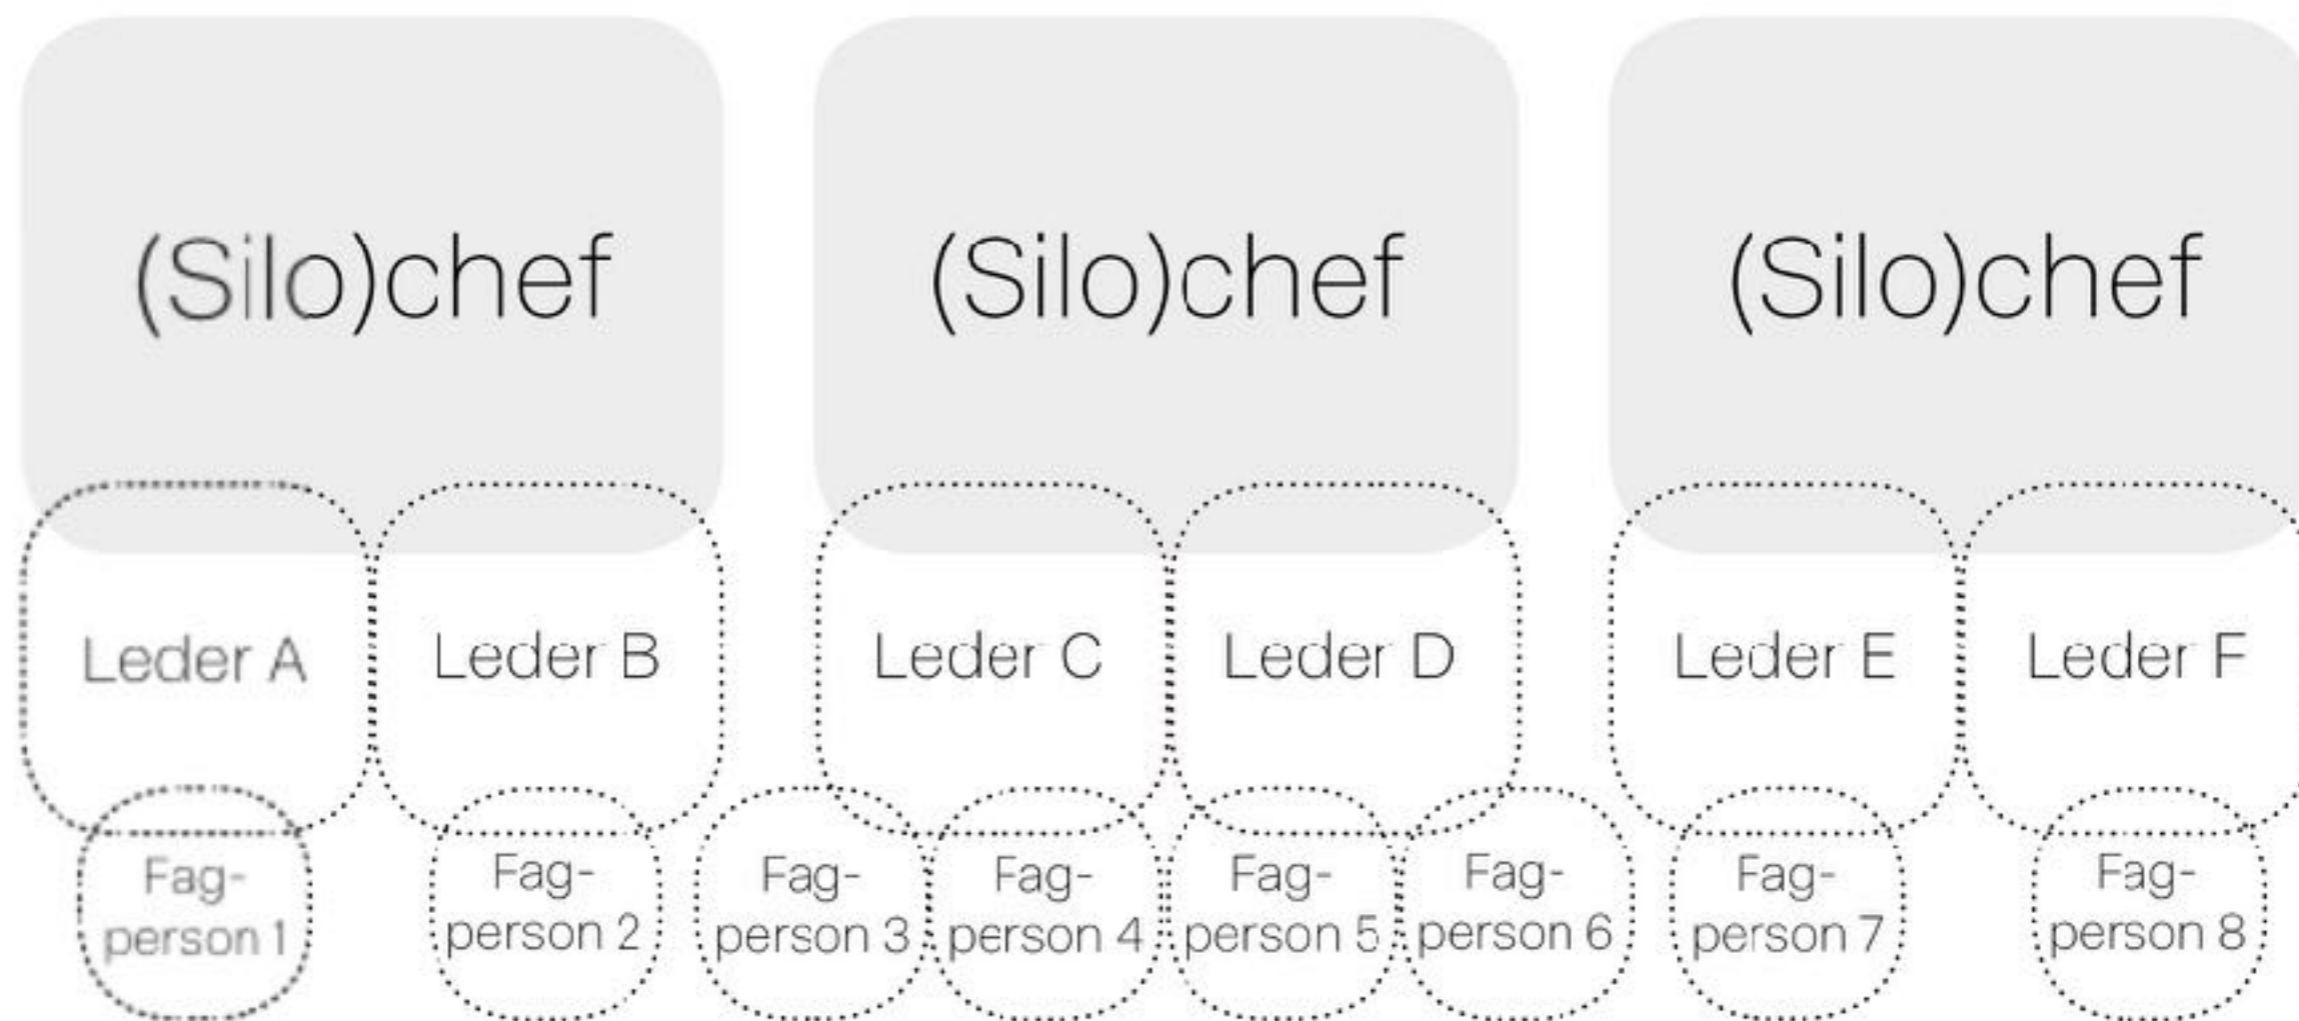 (Silo)chef
(Silo)chef
(Silo)chef
Leder A
Leder B
Leder C
Leder D
Leder E
Leder F
Fag-
person 1
Fag-
person 2
Fag-
person 3
Fag-
person 4
Fag-
person 5
Fag-
person 6
Fag-
person 7
Fag-
person 8